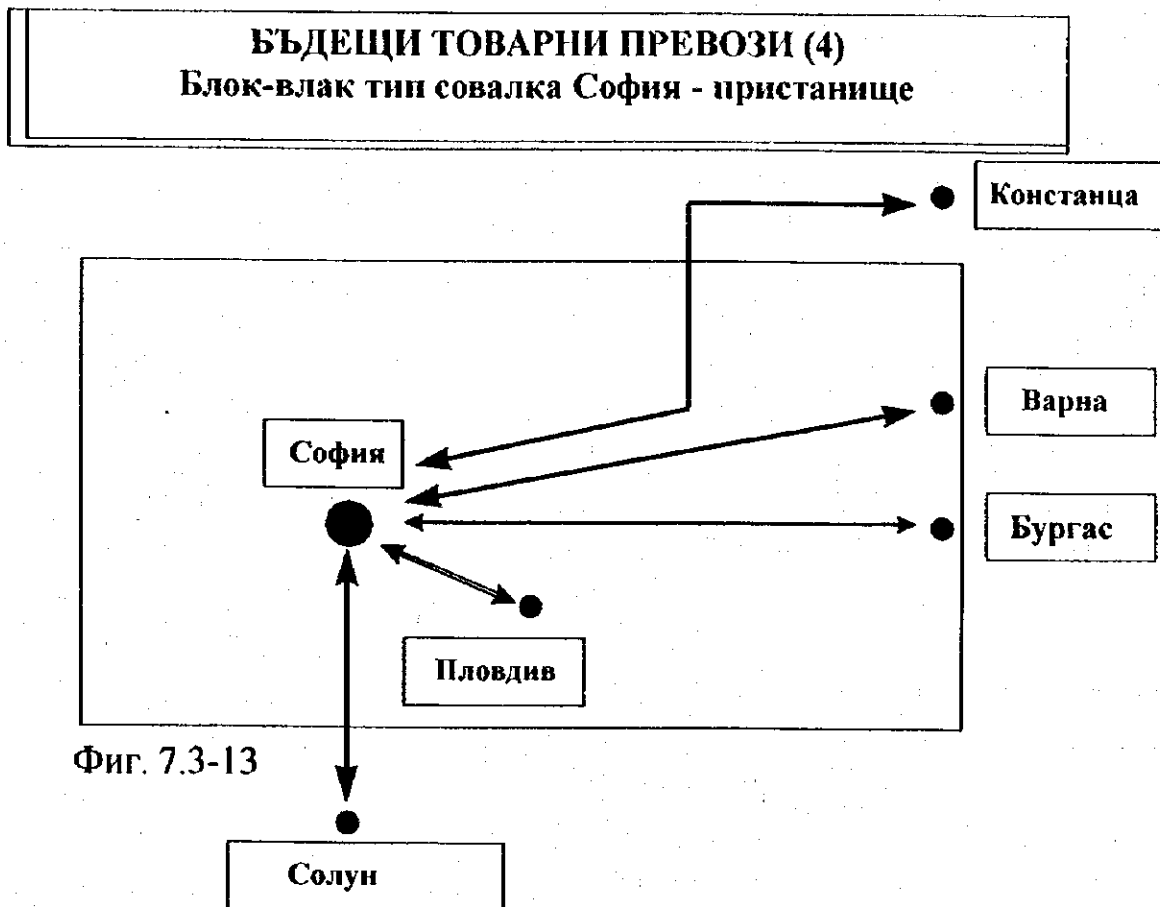 БЪДЕЩИ ТОВАРНИ ПРЕВОЗИ (4)
Блок-влак тип совалка София - пристанище
Констанца
Варна
София
Бургас
Пловдив
Фиг. 7.3-13
Солун